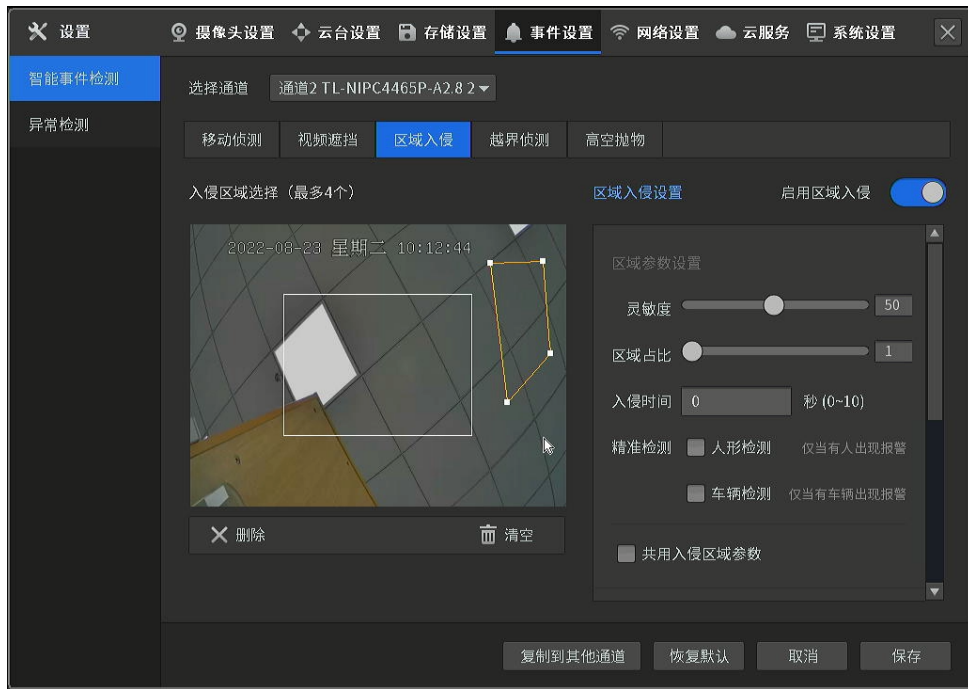 设置
摄像头设置 云台设置 存储设置 事件设置 网络设置 云服务 系统设置
智能事件检测
异常检测
选择通道 通道2 TL-NIPC4465P-A2.8 2
移动侦测 视频遮挡 区域入侵 越界侦测 高空抛物
入侵区域选择（最多4个）
区域入侵设置 启用区域入侵
2022-08-23 星期二 10:12:44
区域参数设置
灵敏度 50
区域占比 1
入侵时间 0 秒 (0~10)
精准检测 人形检测 仅当有人出现报警
车辆检测 仅当有车辆出现报警
删除 清空
共用入侵区域参数
复制到其他通道 恢复默认 取消 保存